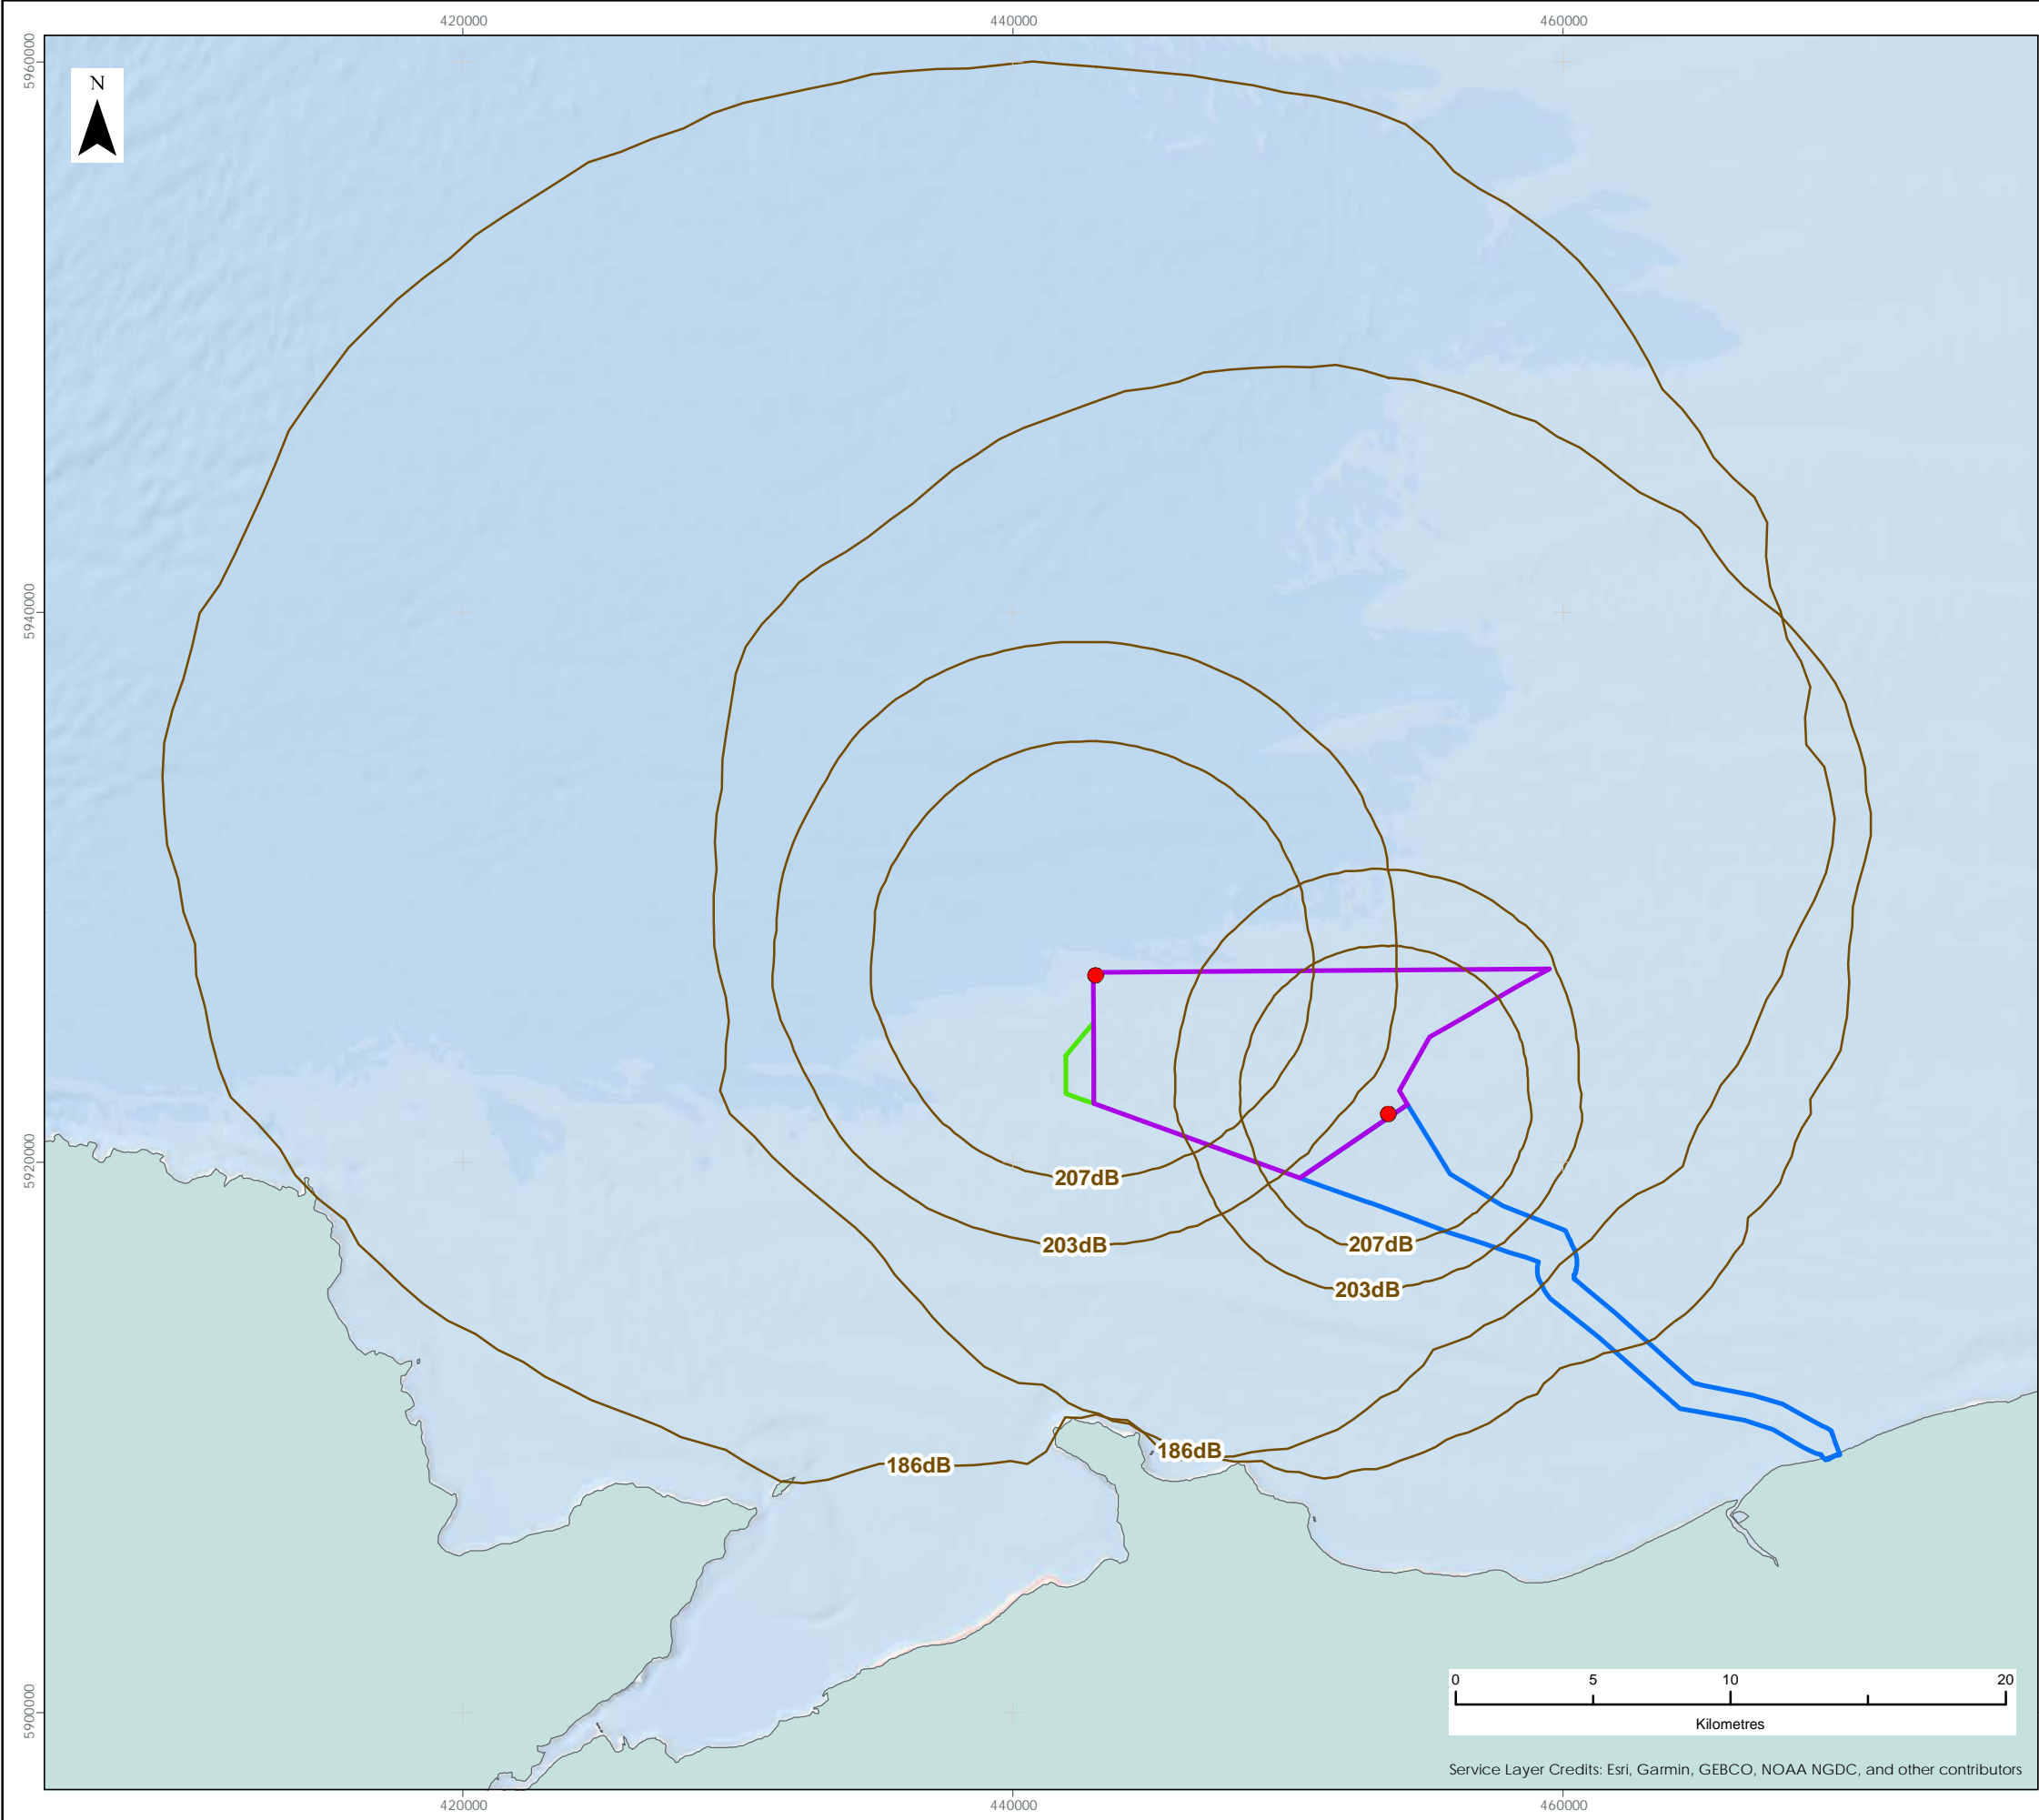 420000 440000 460000
5960000
N
5940000
5920000
207dB
203dB
207dB
203dB
186dB
186dB
5900000
0 5 10 20
Kilometres
Service Layer Credits: Esri, Garmin, GEBCO, NOAA NGDC, and other contributors
420000 440000 460000